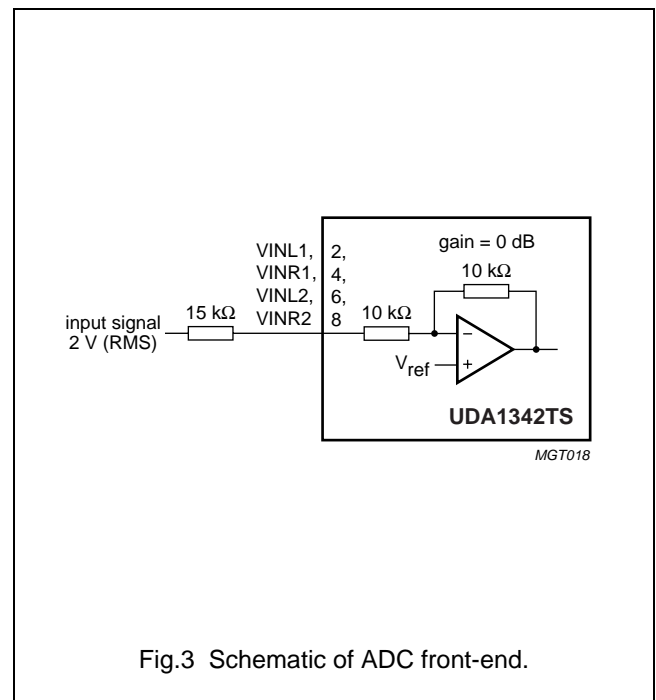 gain = 0 dB
VINL1, 2,
VINR1, 4,
10 kΩ
VINL2, 6,
VINR2 8
15 kΩ
10 kΩ
input signal
2 V (RMS)
−
Vref
+
UDA1342TS
MGT018
Fig.3 Schematic of ADC front-end.